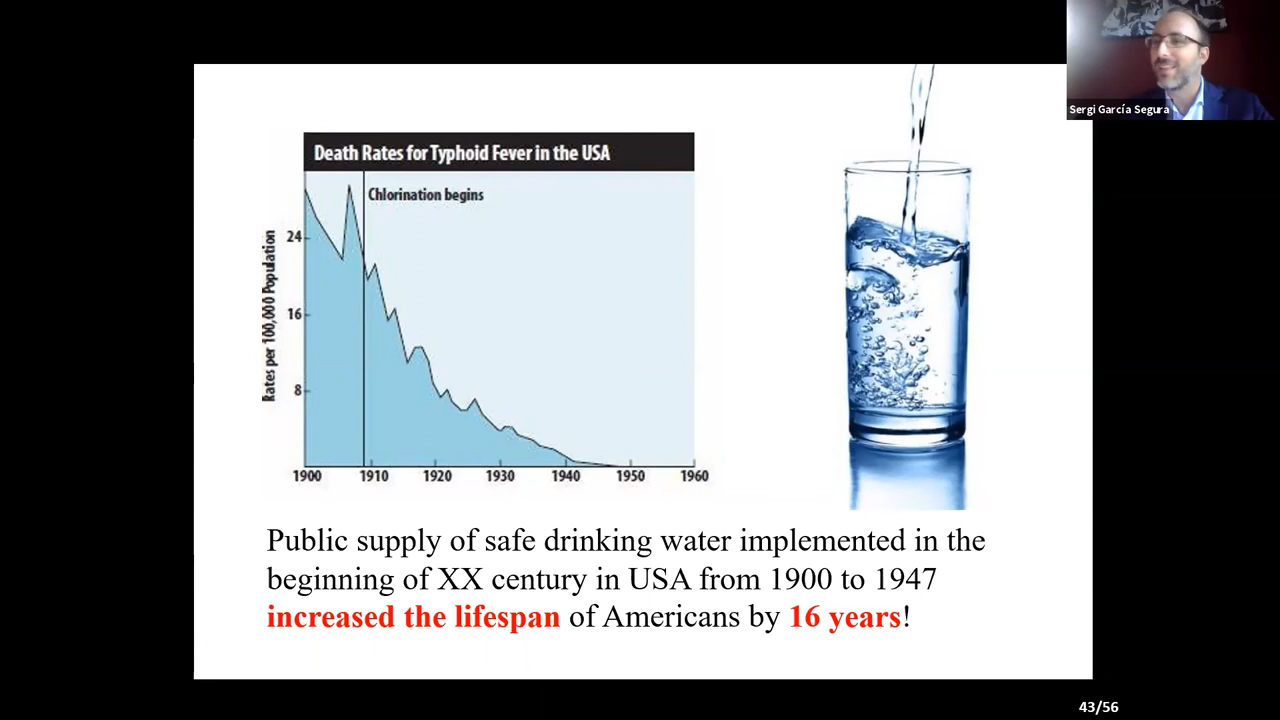 Sergi García Segura
Death Rates for Typhoid Fever in the USA
Chlorination begins
Rates per 100,000 Population
24
16
8
1900 1910 1920 1930 1940 1950 1960
Public supply of safe drinking water implemented in the
beginning of XX century in USA from 1900 to 1947
increased the lifespan of Americans by 16 years!
43/56